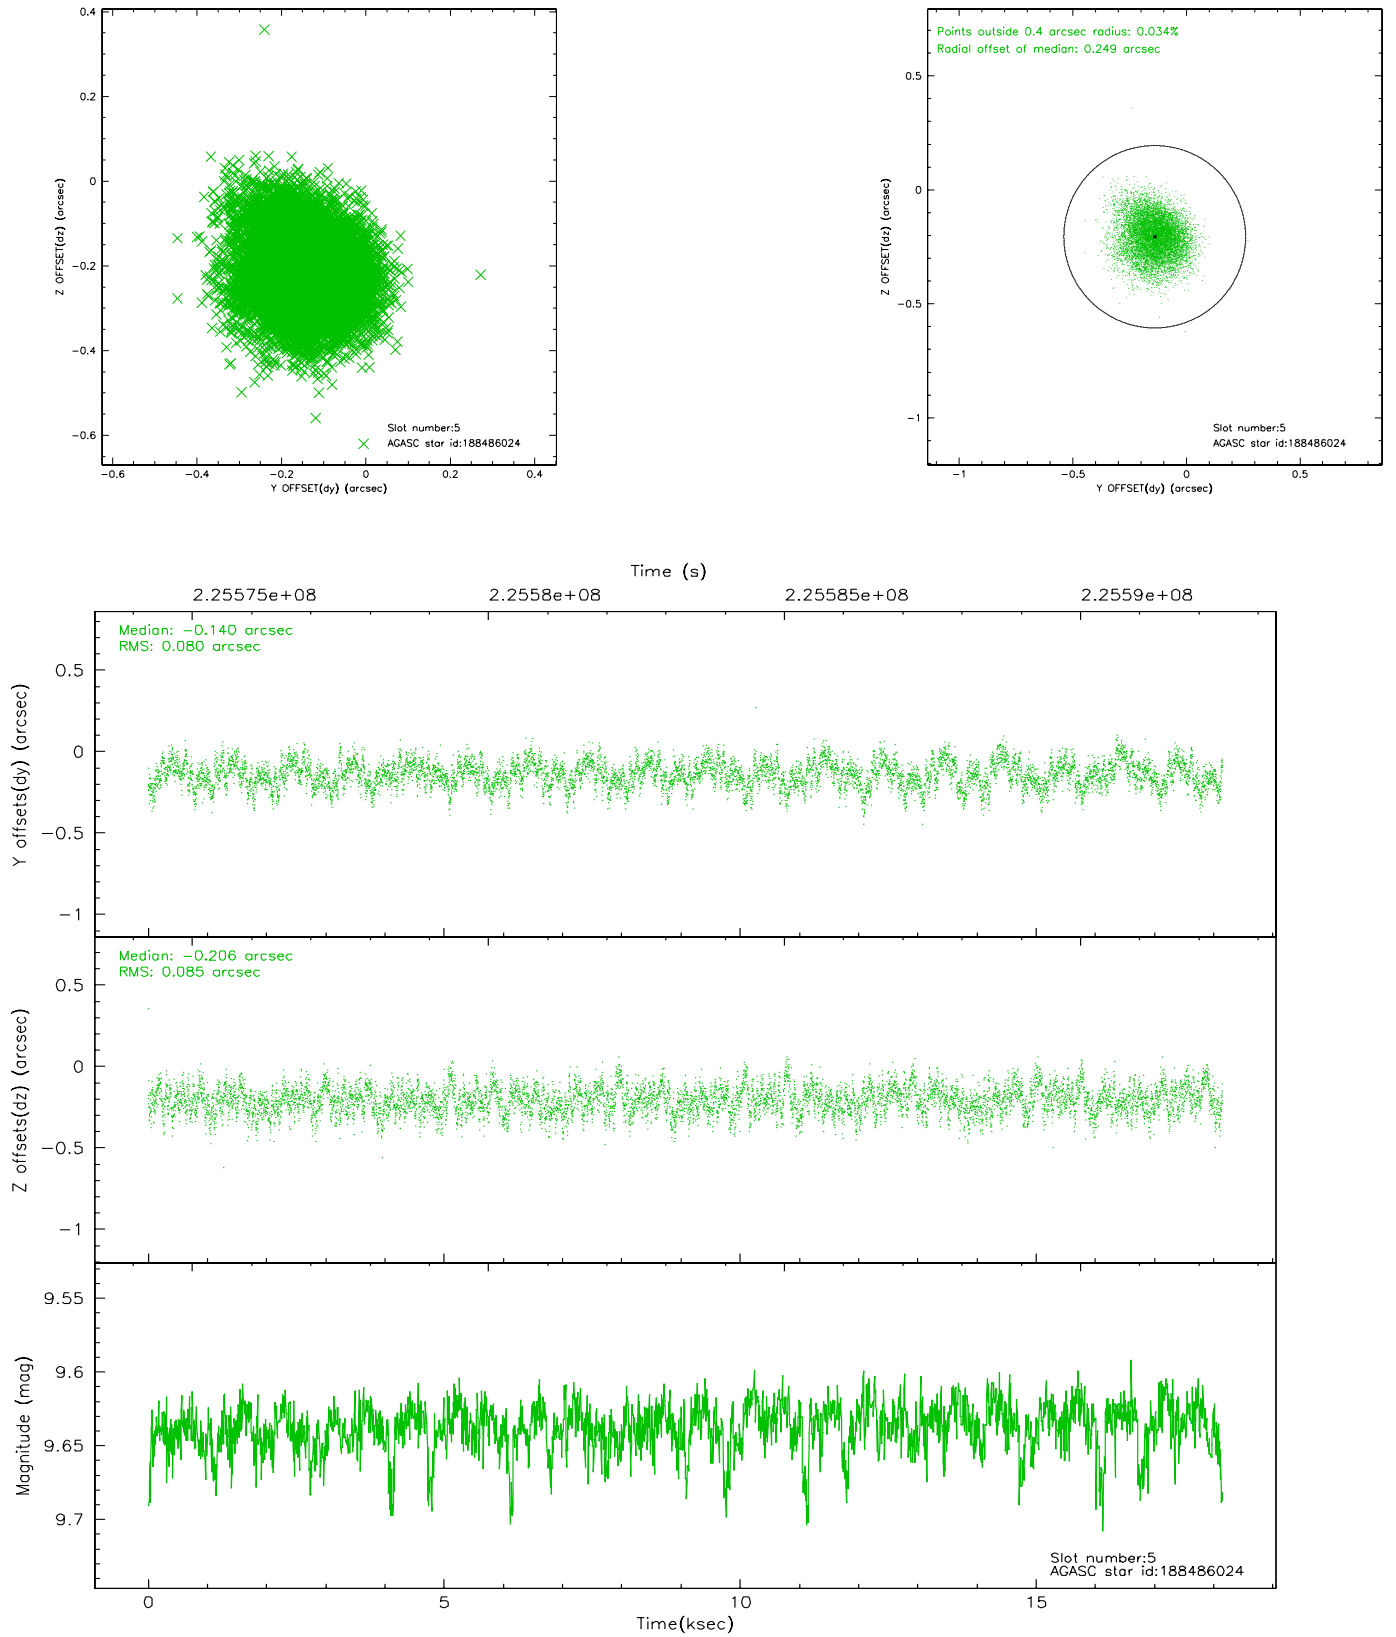 0.4
0.2
0
−0.2
−0.4
−0.6
Z OFFSET(dz) (arcsec)
−0.6
−0.4
−0.2
0
0.2
0.4
Y OFFSET(dy) (arcsec)
Slot number:5
AGASC star id:188486024
Points outside 0.4 arcsec radius: 0.034%
Radial offset of median: 0.249 arcsec
0.5
0
−0.5
−1
Z OFFSET(dz) (arcsec)
−1
−0.5
0
0.5
Y OFFSET(dy) (arcsec)
Slot number:5
AGASC star id:188486024
Time (s)
2.25575e+08
2.2558e+08
2.25585e+08
2.2559e+08
Median: −0.140 arcsec
RMS: 0.080 arcsec
0.5
0
−0.5
−1
Y offsets(dy) (arcsec)
Median: −0.206 arcsec
RMS: 0.085 arcsec
0.5
0
−0.5
−1
Z offsets(dz) (arcsec)
9.55
9.6
9.65
9.7
Magnitude (mag)
Slot number:5
AGASC star id:188486024
0
5
10
15
Time(ksec)